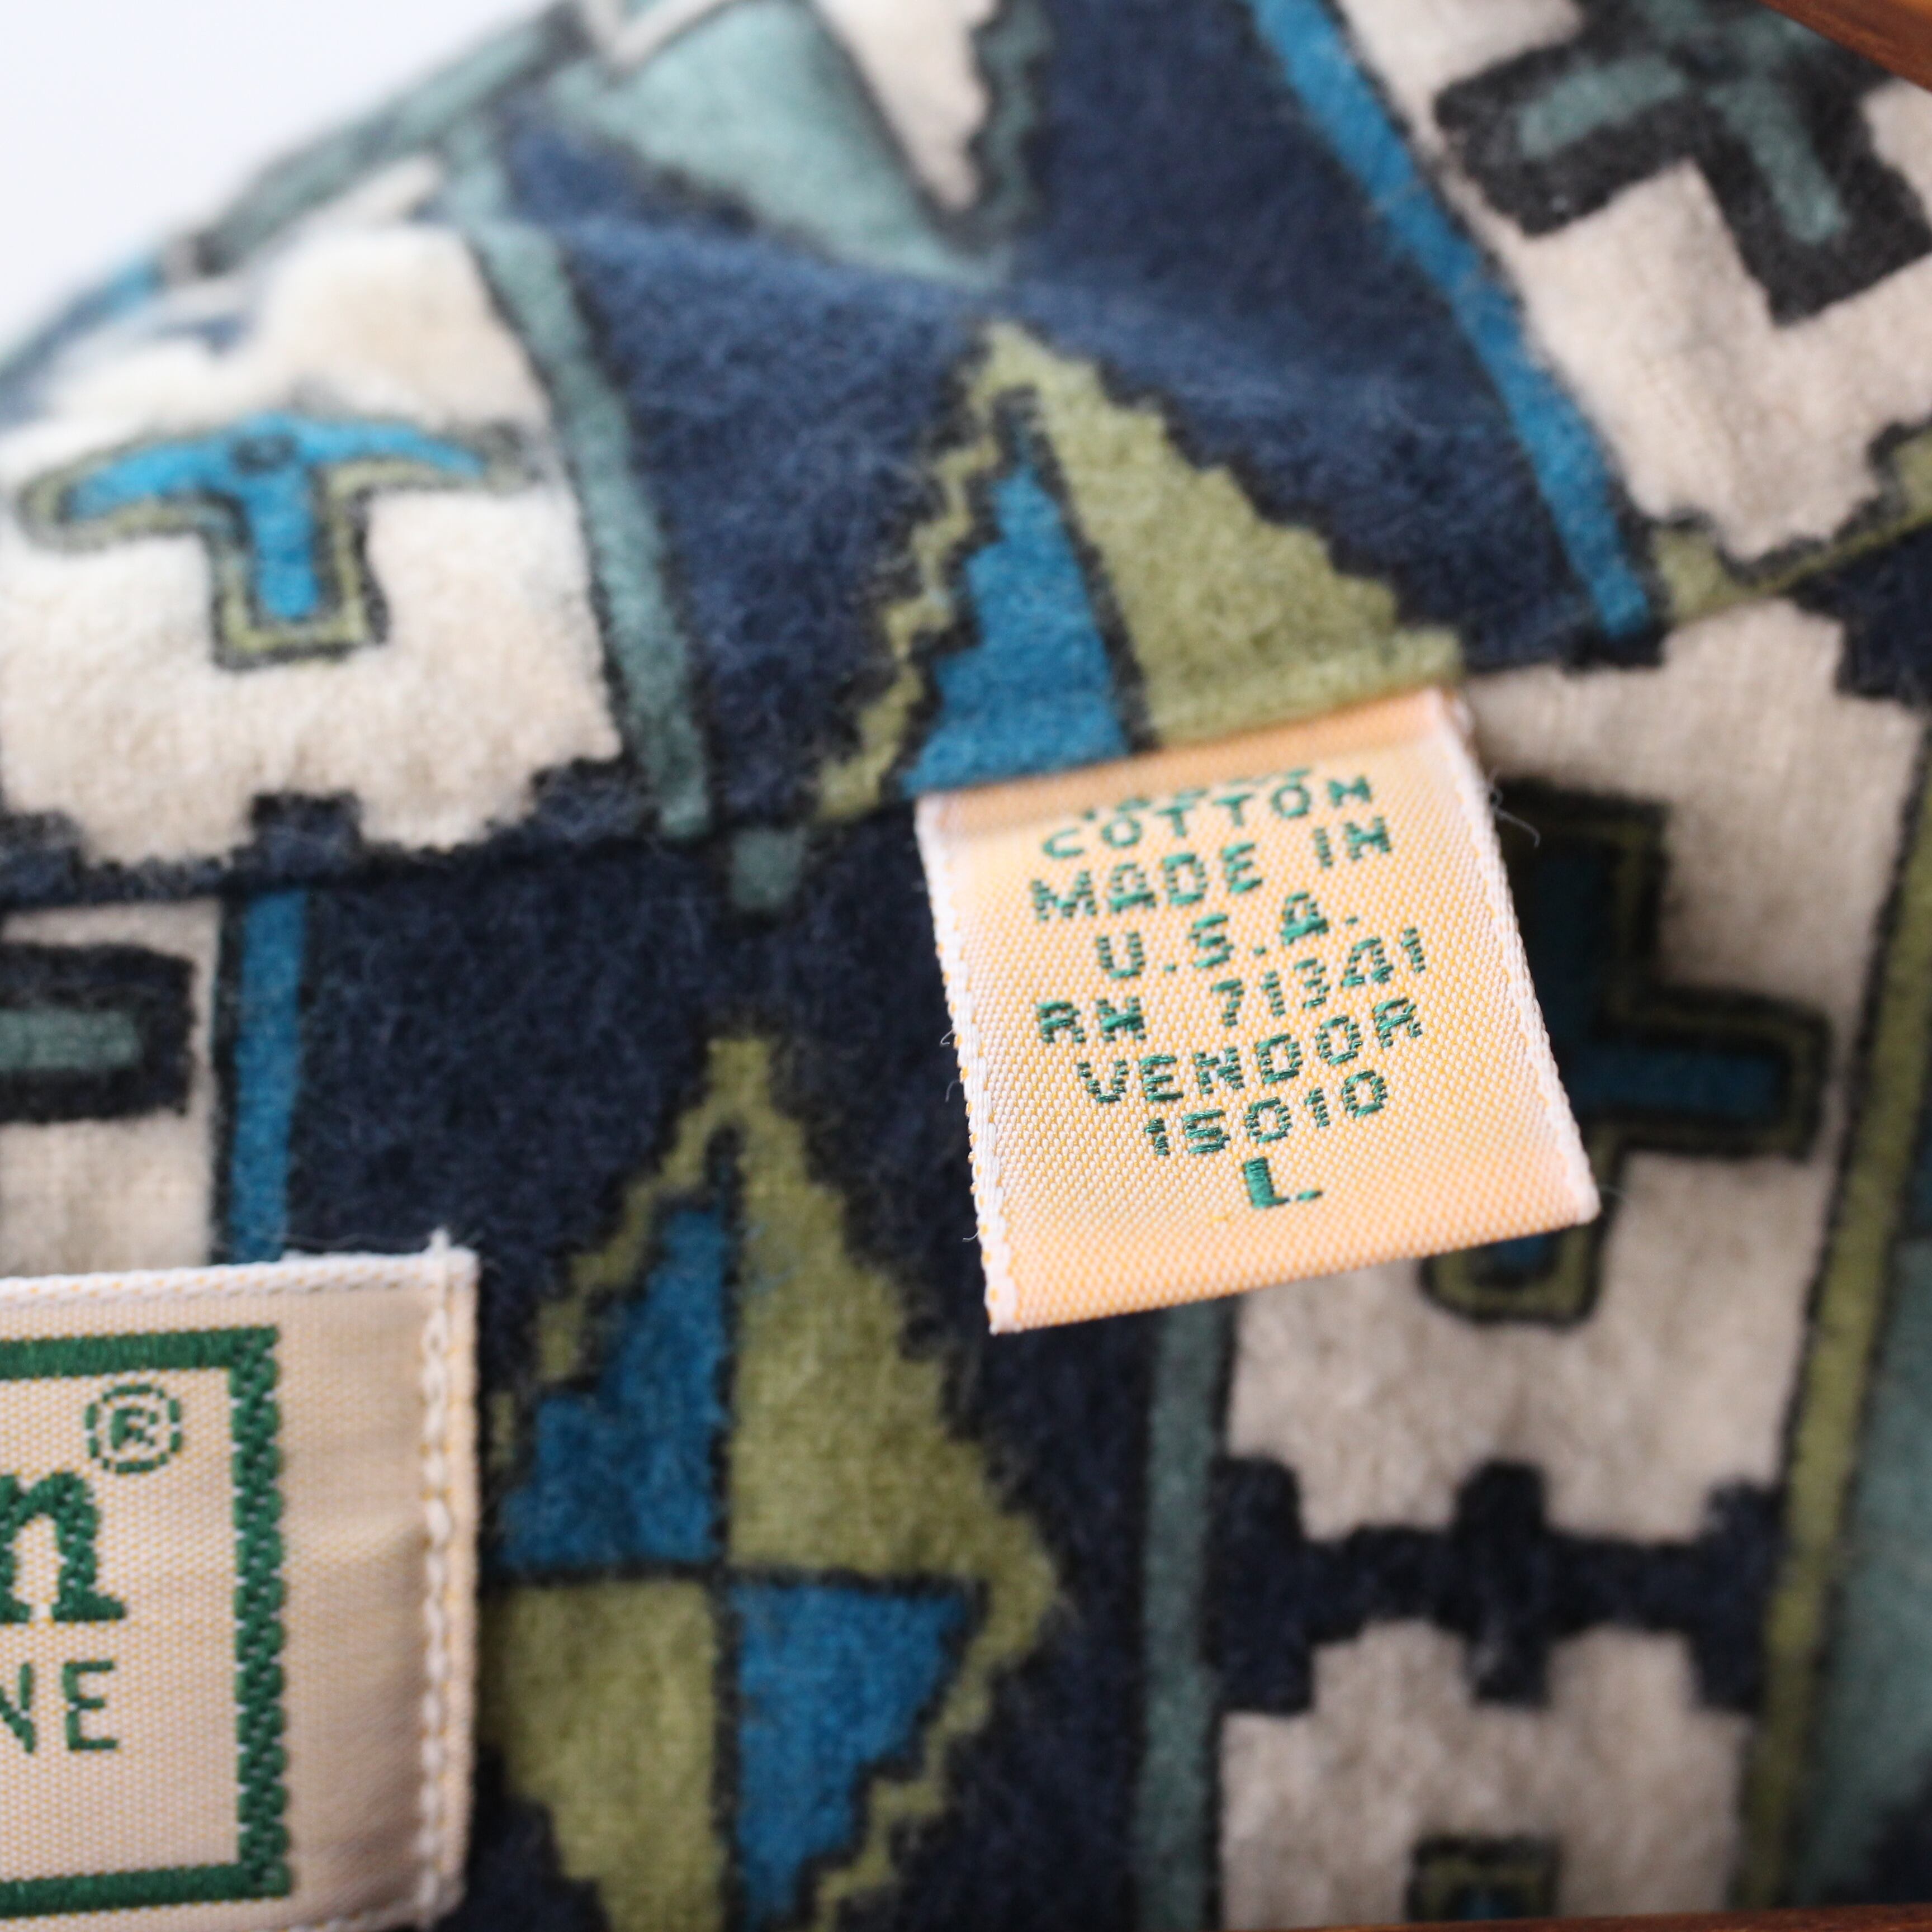 COTTON
MADE IN
U.S.A.
RN 71341
VENDOR
15010
L
n®
NE